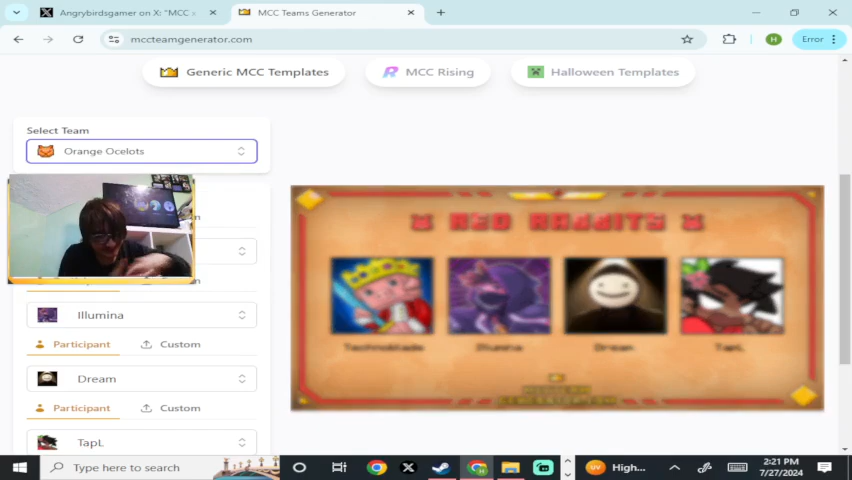 Angrybirdsgamer on X: "MCC x
MCC Teams Generator
mccteamgenerator.com
H
Error
Generic MCC Templates
MCC Rising
Halloween Templates
Select Team
Orange Ocelots
RED RABBITS
Technoblade
Illumina
Dream
TapL
Illumina
Participant
Custom
Dream
Participant
Custom
TapL
Type here to search
UV
High...
2:21 PM
7/27/2024